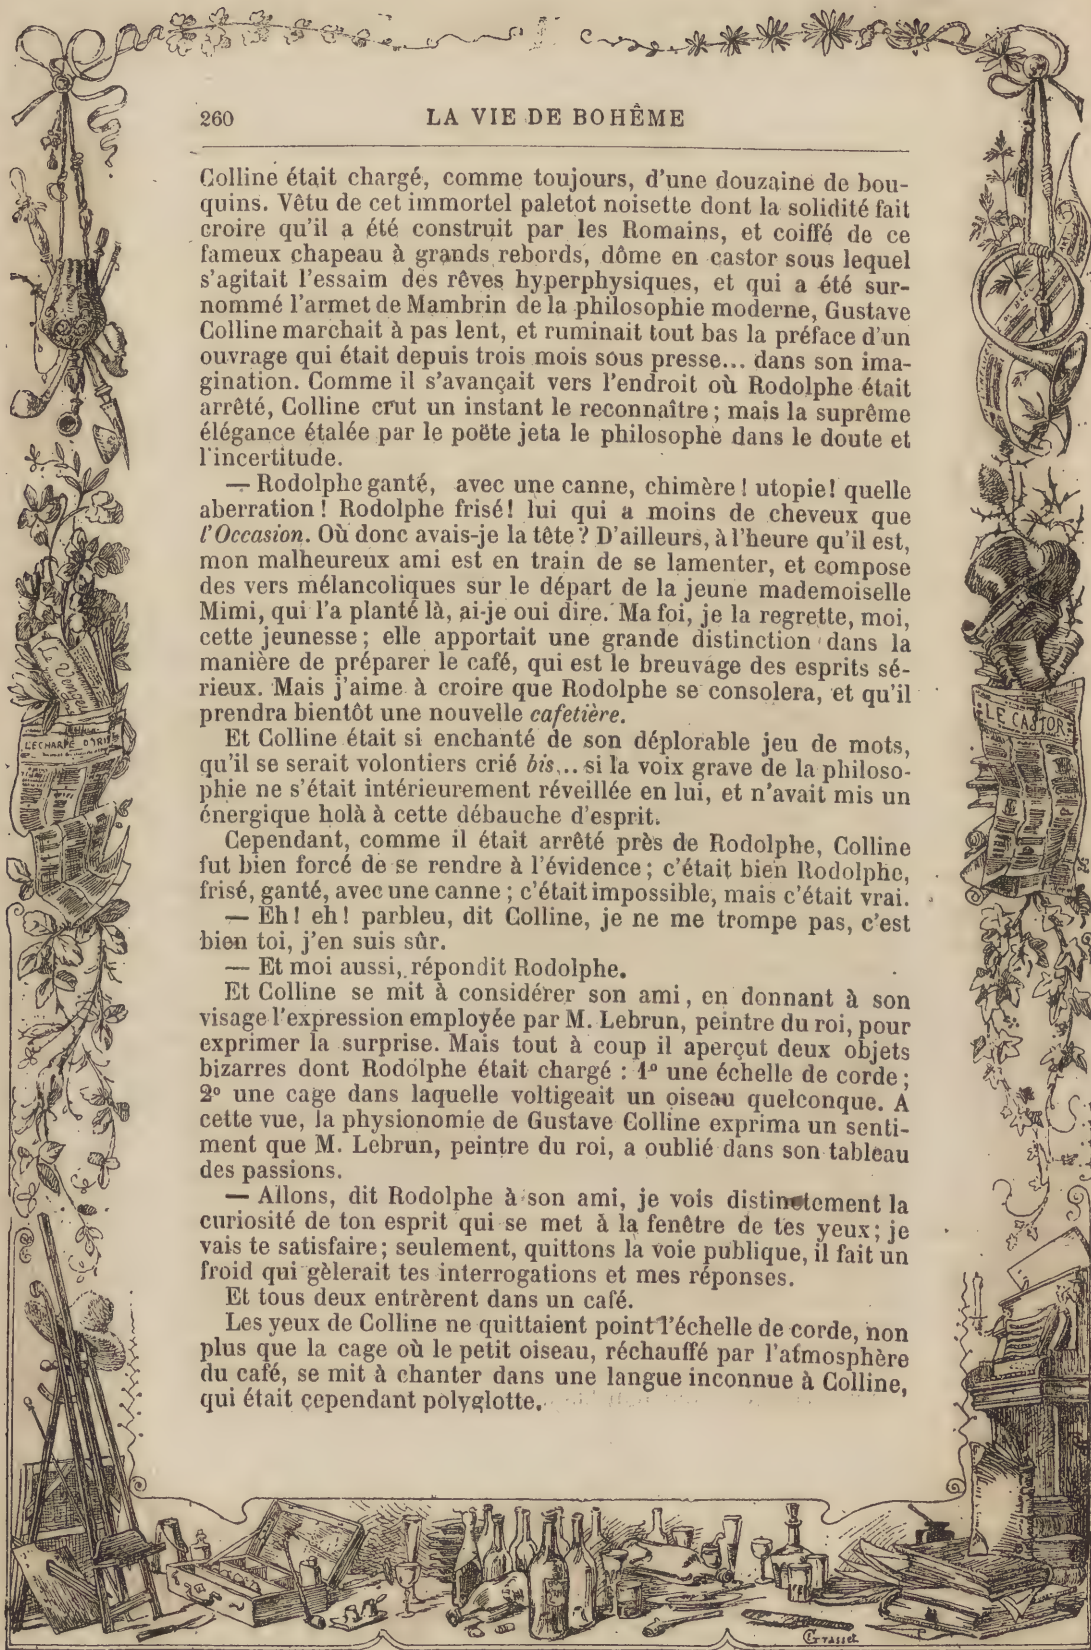 260 LA VIE DE BOHÊME
Colline était chargé, comme toujours, d'une douzaine de bou-
quins. Vêtu de cet immortel paletot noisette dont la solidité fait
croire qu'il a été construit par les Romains, et coiffé de ce
fameux chapeau à grands rebords, dôme en castor sous lequel
s'agitait l'essaim des rêves hyperphysiques, et qui a été sur-
nommé l'armet de Mambrin de la philosophie moderne, Gustave
Colline marchait à pas lent, et ruminait tout bas la préface d'un
ouvrage qui était depuis trois mois sous presse... dans son ima-
gination. Comme il s'avançait vers l'endroit où Rodolphe était
arrêté, Colline crut un instant le reconnaître ; mais la suprême
élégance étalée par le poëte jeta le philosophe dans le doute et
l'incertitude.
— Rodolphe ganté, avec une canne, chimère ! utopie! quelle
aberration ! Rodolphe frisé! lui qui a moins de cheveux que
l'Occasion. Où donc avais-je la tête ? D'ailleurs, à l'heure qu'il est,
mon malheureux ami est en train de se lamenter, et compose
des vers mélancoliques sur le départ de la jeune mademoiselle
Mimi, qui l'a planté là, ai-je oui dire. Ma foi, je la regrette, moi,
cette jeunesse ; elle apportait une grande distinction dans la
manière de préparer le café, qui est le breuvage des esprits sé-
rieux. Mais j'aime à croire que Rodolphe se consolera, et qu'il
prendra bientôt une nouvelle cafetière.
Et Colline était si enchanté de son déplorable jeu de mots,
qu'il se serait volontiers crié bis... si la voix grave de la philoso-
phie ne s'était intérieurement réveillée en lui, et n'avait mis un
énergique holà à cette débauche d'esprit.
Cependant, comme il était arrêté près de Rodolphe, Colline
fut bien forcé de se rendre à l'évidence ; c'était bien Rodolphe,
frisé, ganté, avec une canne ; c'était impossible, mais c'était vrai.
— Eh ! eh ! parbleu, dit Colline, je ne me trompe pas, c'est
bien toi, j'en suis sûr.
— Et moi aussi, répondit Rodolphe.
Et Colline se mit à considérer son ami, en donnant à son
visage l'expression employée par M. Lebrun, peintre du roi, pour
exprimer la surprise. Mais tout à coup il aperçut deux objets
bizarres dont Rodolphe était chargé : 1º une échelle de corde ;
2º une cage dans laquelle voltigeait un oiseau quelconque. A
cette vue, la physionomie de Gustave Colline exprima un senti-
ment que M. Lebrun, peintre du roi, a oublié dans son tableau
des passions.
— Allons, dit Rodolphe à son ami, je vois distinctement la
curiosité de ton esprit qui se met à la fenêtre de tes yeux; je
vais te satisfaire ; seulement, quittons la voie publique, il fait un
froid qui gèlerait tes interrogations et mes réponses.
Et tous deux entrèrent dans un café.
Les yeux de Colline ne quittaient point l'échelle de corde, non
plus que la cage où le petit oiseau, réchauffé par l'atmosphère
du café, se mit à chanter dans une langue inconnue à Colline,
qui était cependant polyglotte.
Le Vengeur
L'ECHARPE D'IRIS
LE CASTOR
Grasset